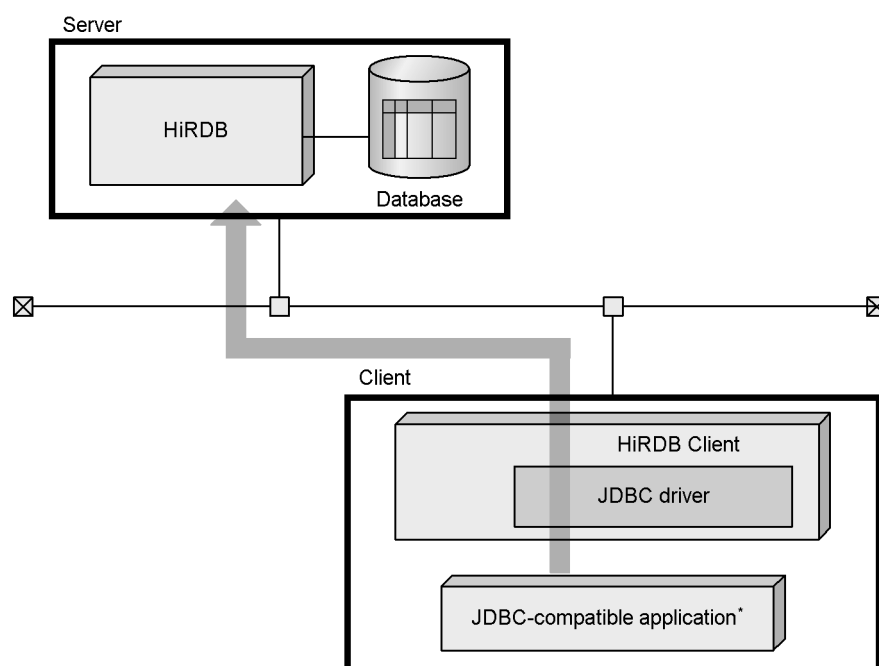 Server
HiRDB
Database
Client
HiRDB Client
JDBC driver
JDBC-compatible application*